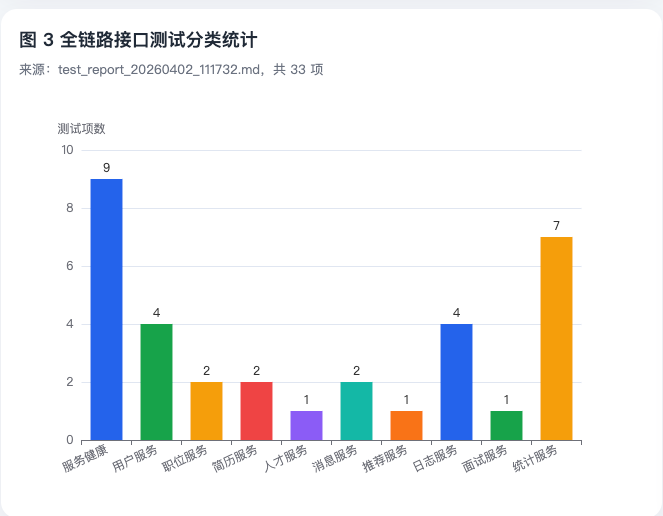 图 3 全链路接口测试分类统计
来源：test_report_20260402_111732.md，共 33 项
测试项数
10
8
6
4
2
0
9
4
2
2
1
2
1
4
1
7
服务健康
用户服务
职位服务
简历服务
人才服务
消息服务
推荐服务
日志服务
面试服务
统计服务